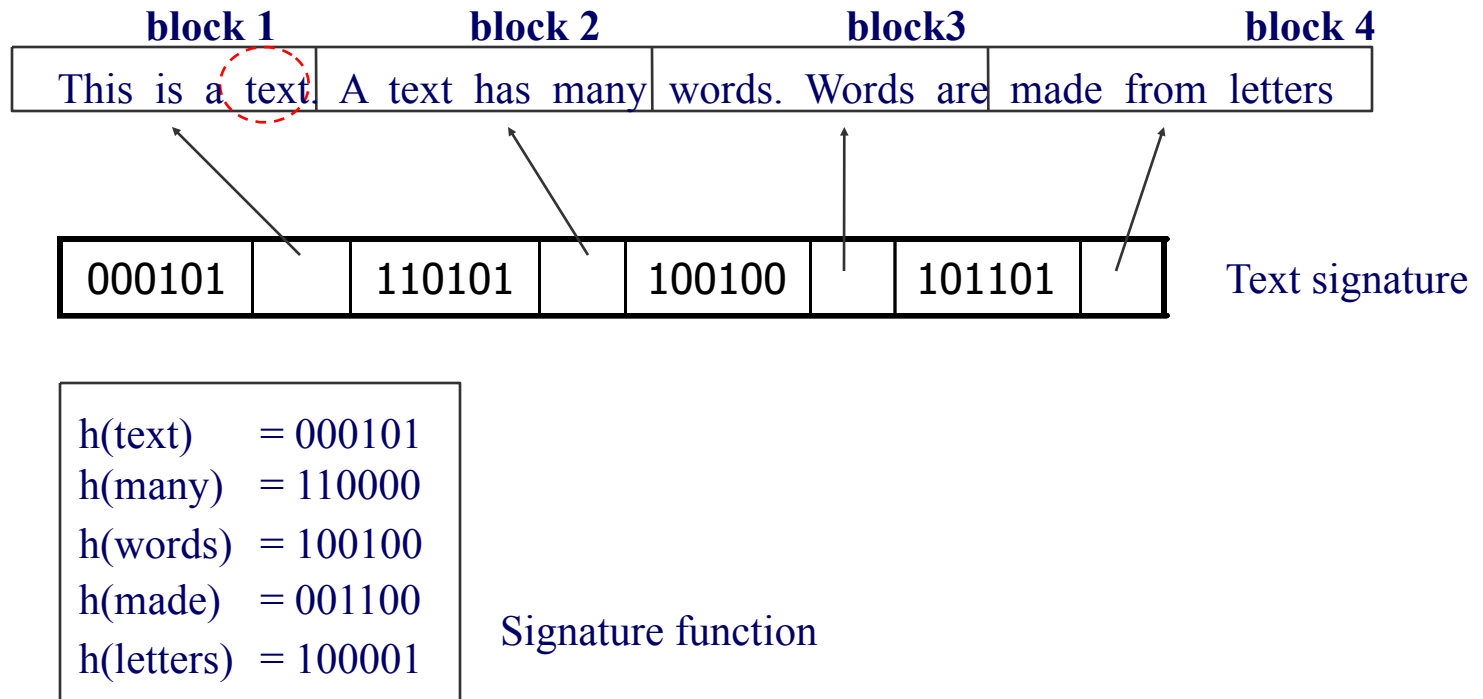 block 1 block 2 block3 block 4
This is a text. A text has many words. Words are made from letters
000101 110101 100100 101101 Text signature
h(text) = 000101
h(many) = 110000
h(words) = 100100
h(made) = 001100
h(letters) = 100001
Signature function